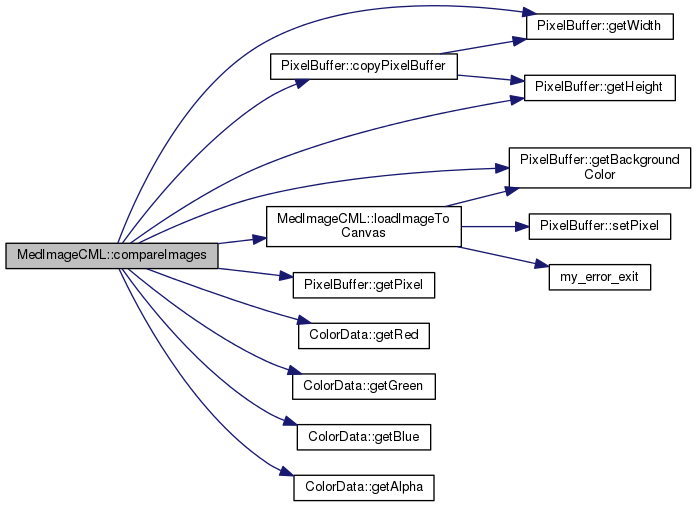 PixelBuffer::getWidth
PixelBuffer::copyPixelBuffer
PixelBuffer::getHeight
PixelBuffer::getBackground
Color
MedImageCML::loadImageTo
Canvas
PixelBuffer::setPixel
MedImageCML::compareImages
my_error_exit
PixelBuffer::getPixel
ColorData::getRed
ColorData::getGreen
ColorData::getBlue
ColorData::getAlpha